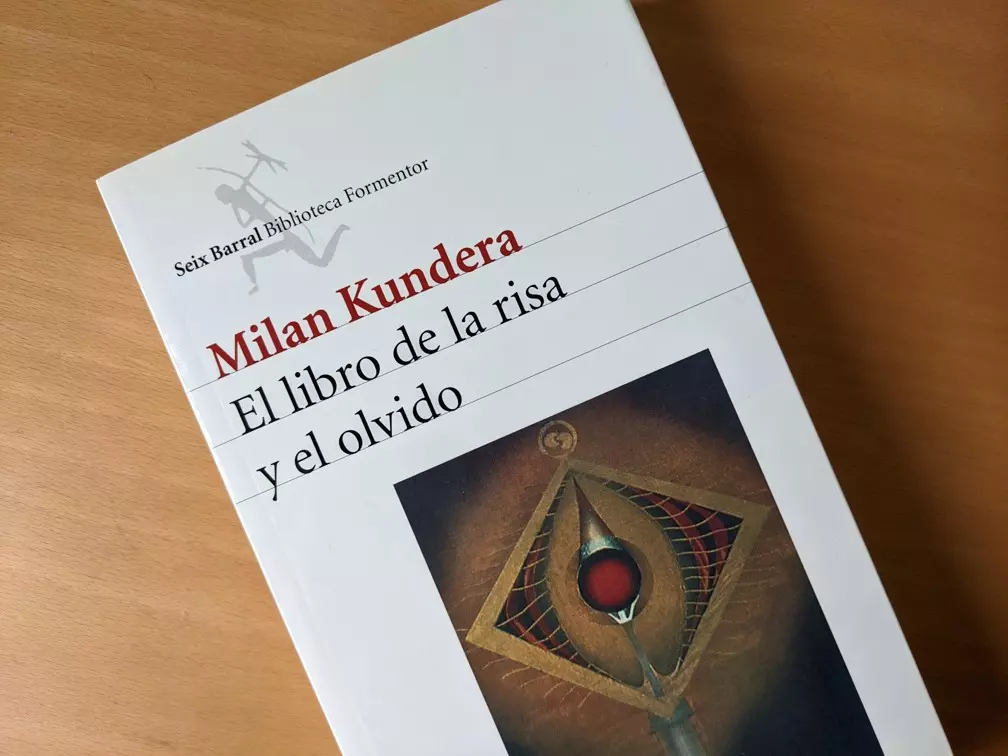 Seix Barral Biblioteca Formentor
Milan Kundera
El libro de la risa
y el olvido